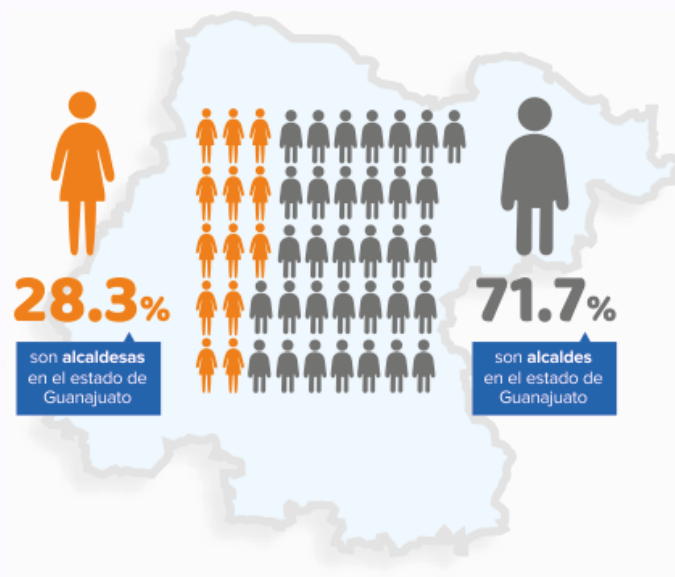 28.3%
son alcaldesas
en el estado de
Guanajuato
71.7%
son alcaldes
en el estado de
Guanajuato